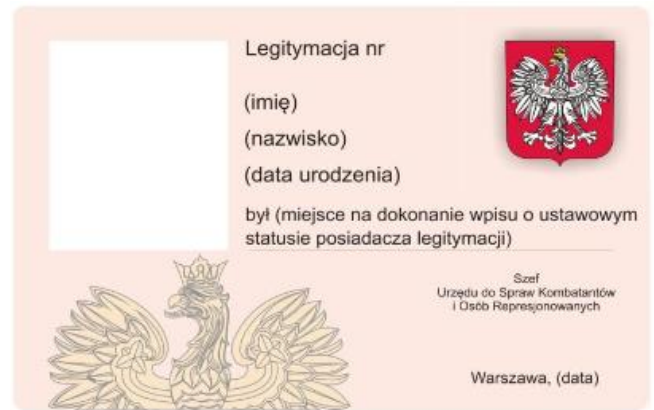 Legitymacja nr
(imię)
(nazwisko)
(data urodzenia)
był (miejsce na dokonanie wpisu o ustawowym
statusie posiadacza legitymacji)
Szef
Urzędu do Spraw Kombatantów
i Osób Represjonowanych
Warszawa, (data)